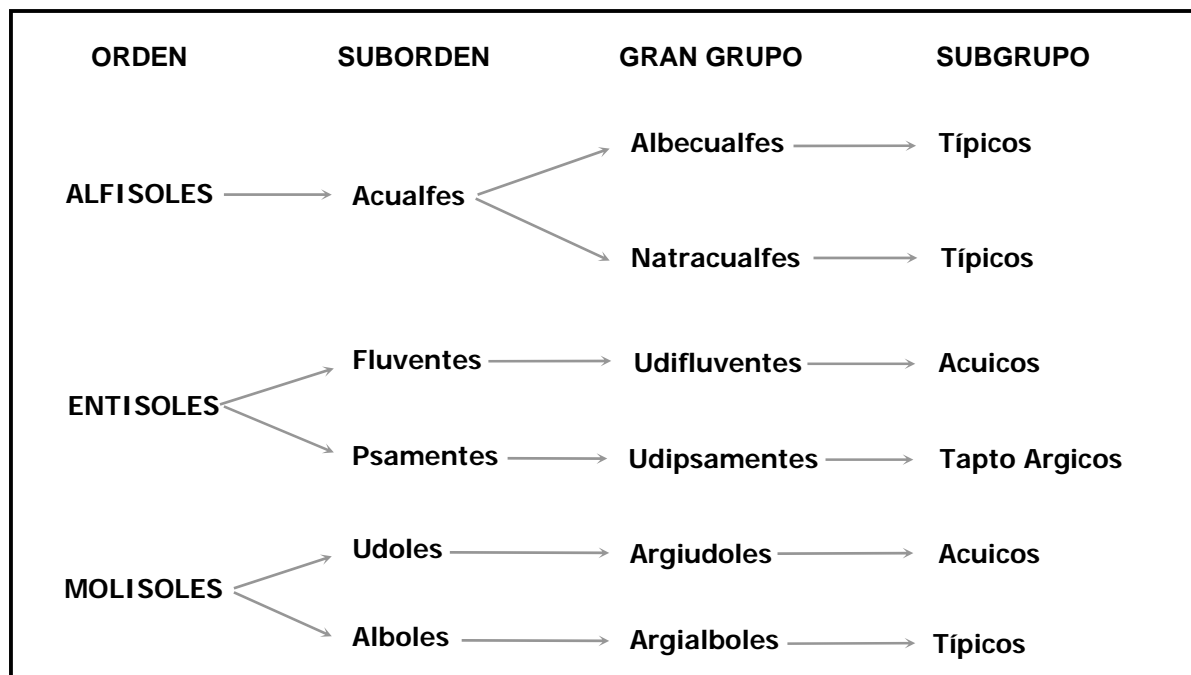 ORDEN SUBORDEN GRAN GRUPO SUBGRUPO
Albecualfes Típicos
ALFISOLES Acualfes
Natracualfes Típicos
Fluventes Udifluventes Acuicos
ENTISOLES
Psamentes Udipsamentes Tapto Argicos
Udoles Argiudoles Acuicos
MOLISOLES
Alboles Argialboles Típicos